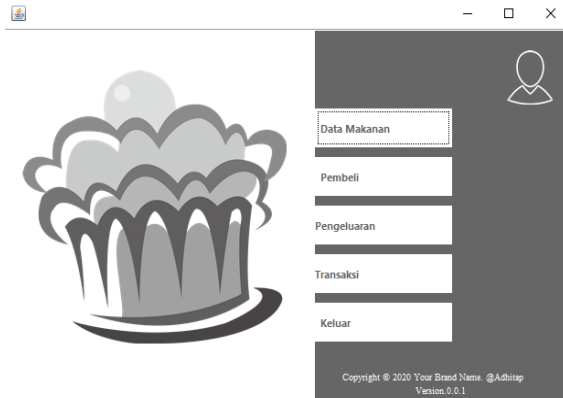 Data Makanan
Pembeli
Pengeluaran
Transaksi
Keluar
Copyright © 2020 Your Brand Name. @Adhitap
Version.0.0.1